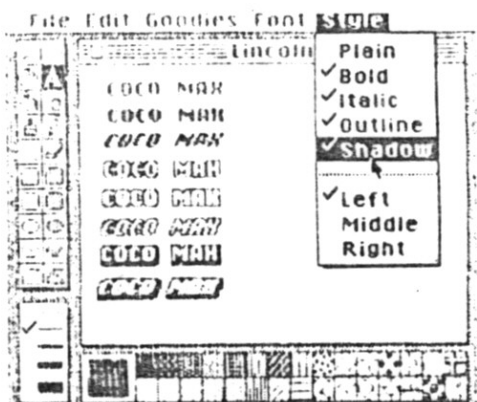 File Edit Goodies Font Style
Lincoln
COCO MAX
COCO MAX
COCO MAX
COCO MAX
COCO MAX
COCO MAX
COCO MAX
COCO MAX
Plain
✓Bold
✓Italic
✓Outline
✓Shadow
✓Left
Middle
Right
A